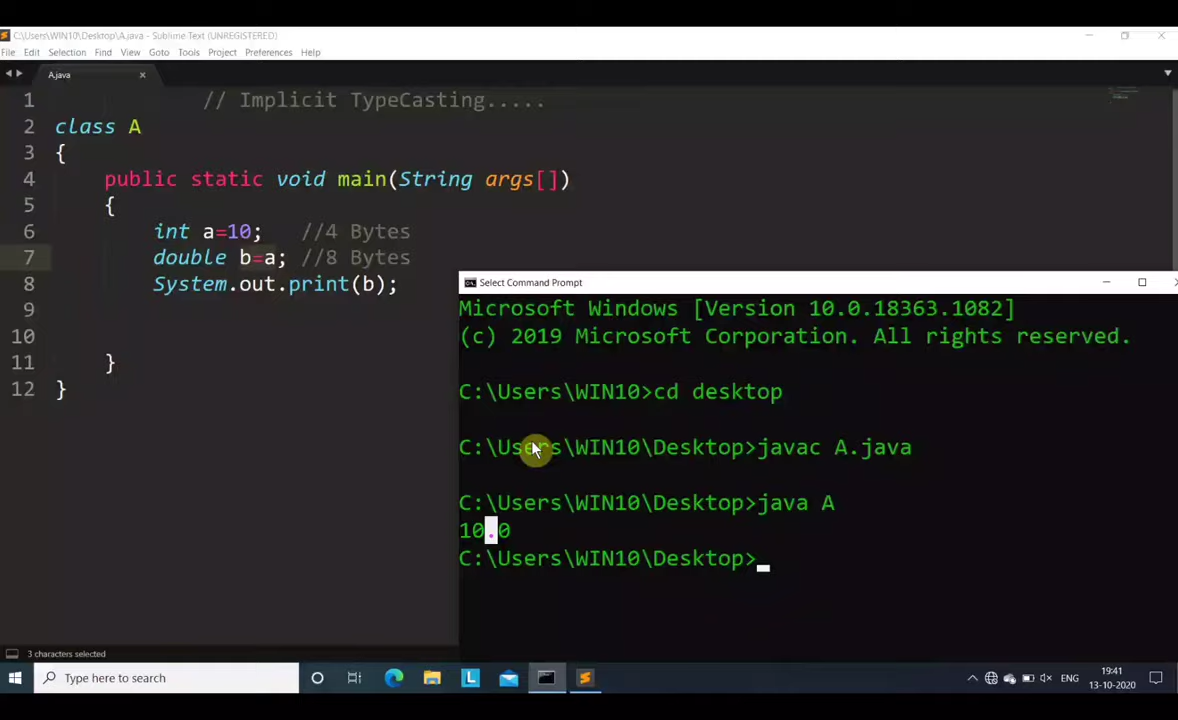 C:\Users\WIN10\Desktop\A.java - Sublime Text (UNREGISTERED)
File Edit Selection Find View Goto Tools Project Preferences Help
A.java
1 // Implicit TypeCasting.....
2 class A
3 {
4 public static void main(String args[])
5 {
6 int a=10; //4 Bytes
7 double b=a; //8 Bytes
8 System.out.print(b);
9
10
11 }
12 }
Select Command Prompt
Microsoft Windows [Version 10.0.18363.1082]
(c) 2019 Microsoft Corporation. All rights reserved.
C:\Users\WIN10>cd desktop
C:\Users\WIN10\Desktop>javac A.java
C:\Users\WIN10\Desktop>java A
10.0
C:\Users\WIN10\Desktop>
3 characters selected
Type here to search
L
ENG
19:41
13-10-2020